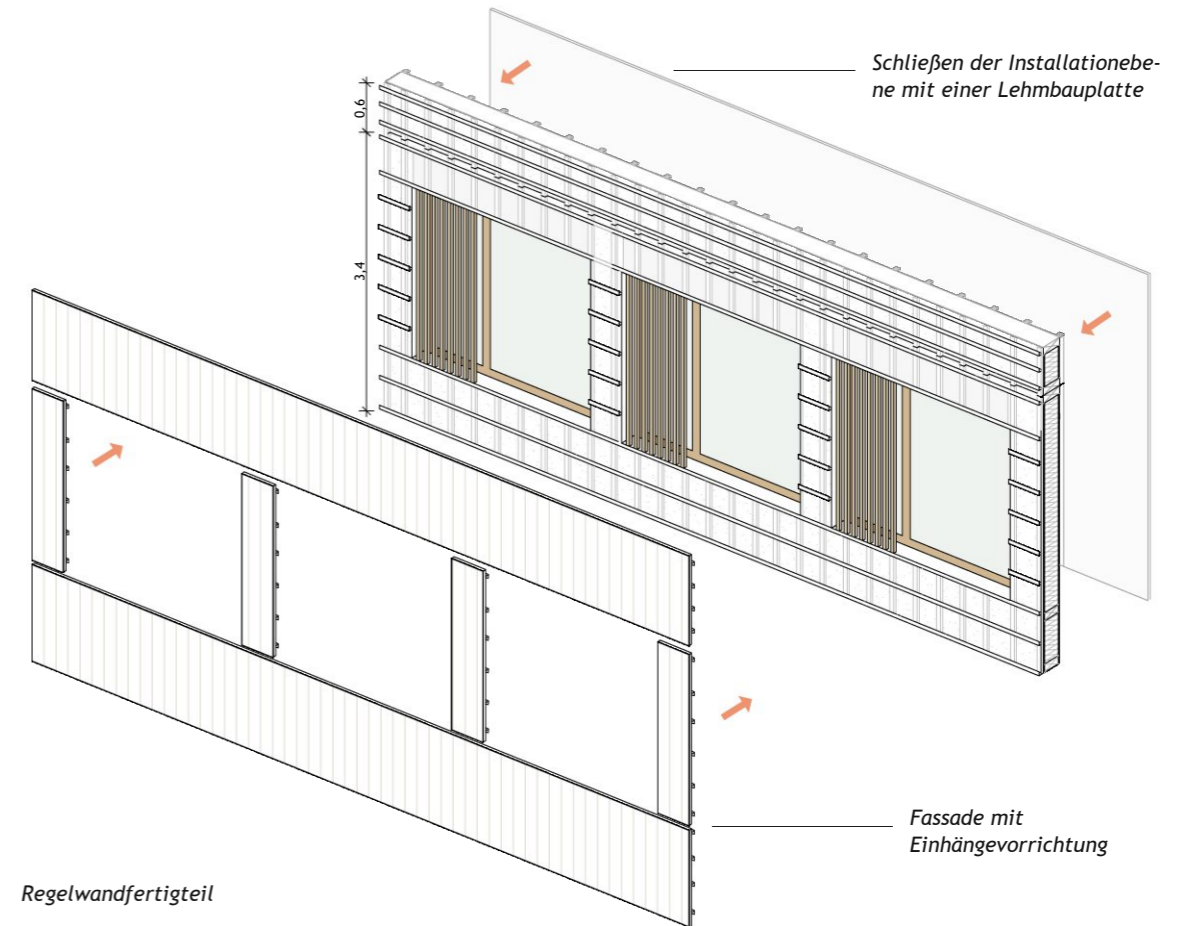 Schließen der Installationebe-
ne mit einer Lehmbauplatte
0,6
3,4
Fassade mit
Einhängevorrichtung
Regelwandfertigteil